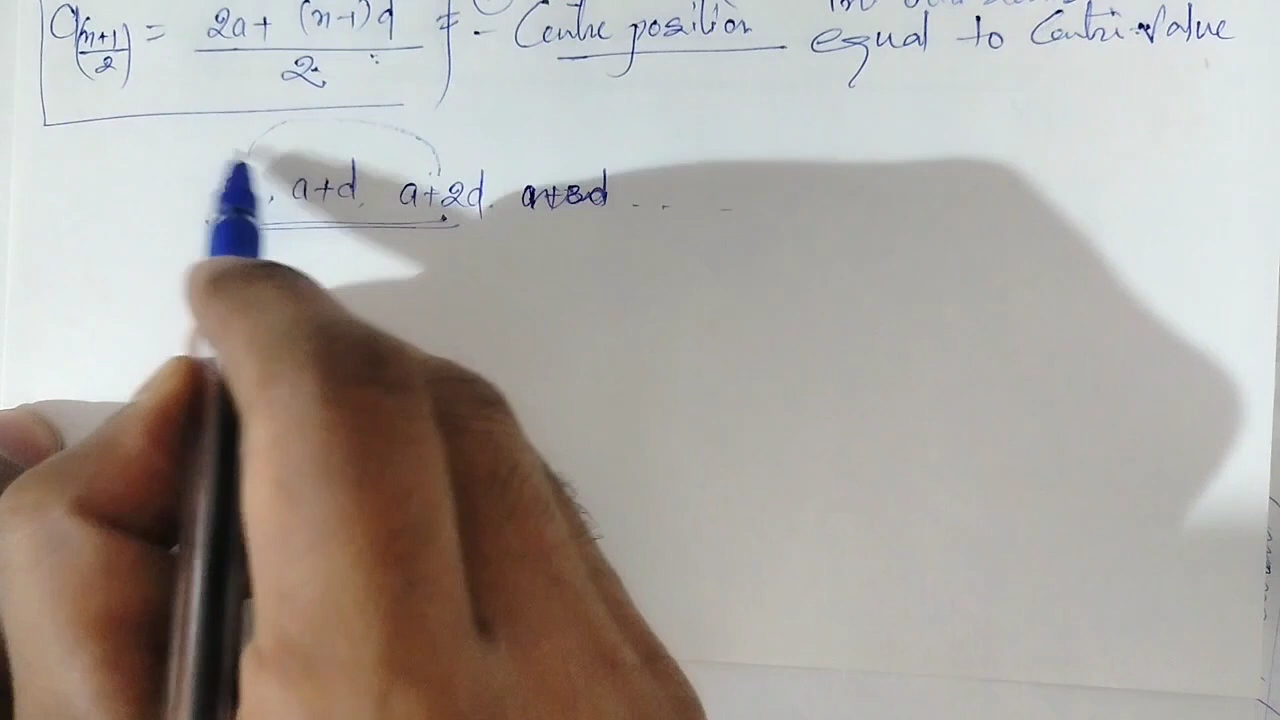 a(n+1)/2 = 2a + (n-1)d / 2 - Centre position equal to Centre Value
, a+d, a+2d, a+3d . . .